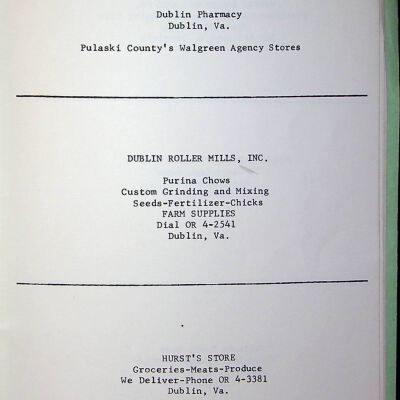 Dublin Pharmacy
Dublin, Va.
Pulaski County's Walgreen Agency Stores
DUBLIN ROLLER MILLS, INC.
Purina Chows
Custom Grinding and Mixing
Seeds-Fertilizer-Chicks
FARM SUPPLIES
Dial OR 4-2541
Dublin, Va.
HURST'S STORE
Groceries-Meats-Produce
We Deliver-Phone OR 4-3381
Dublin, Va.